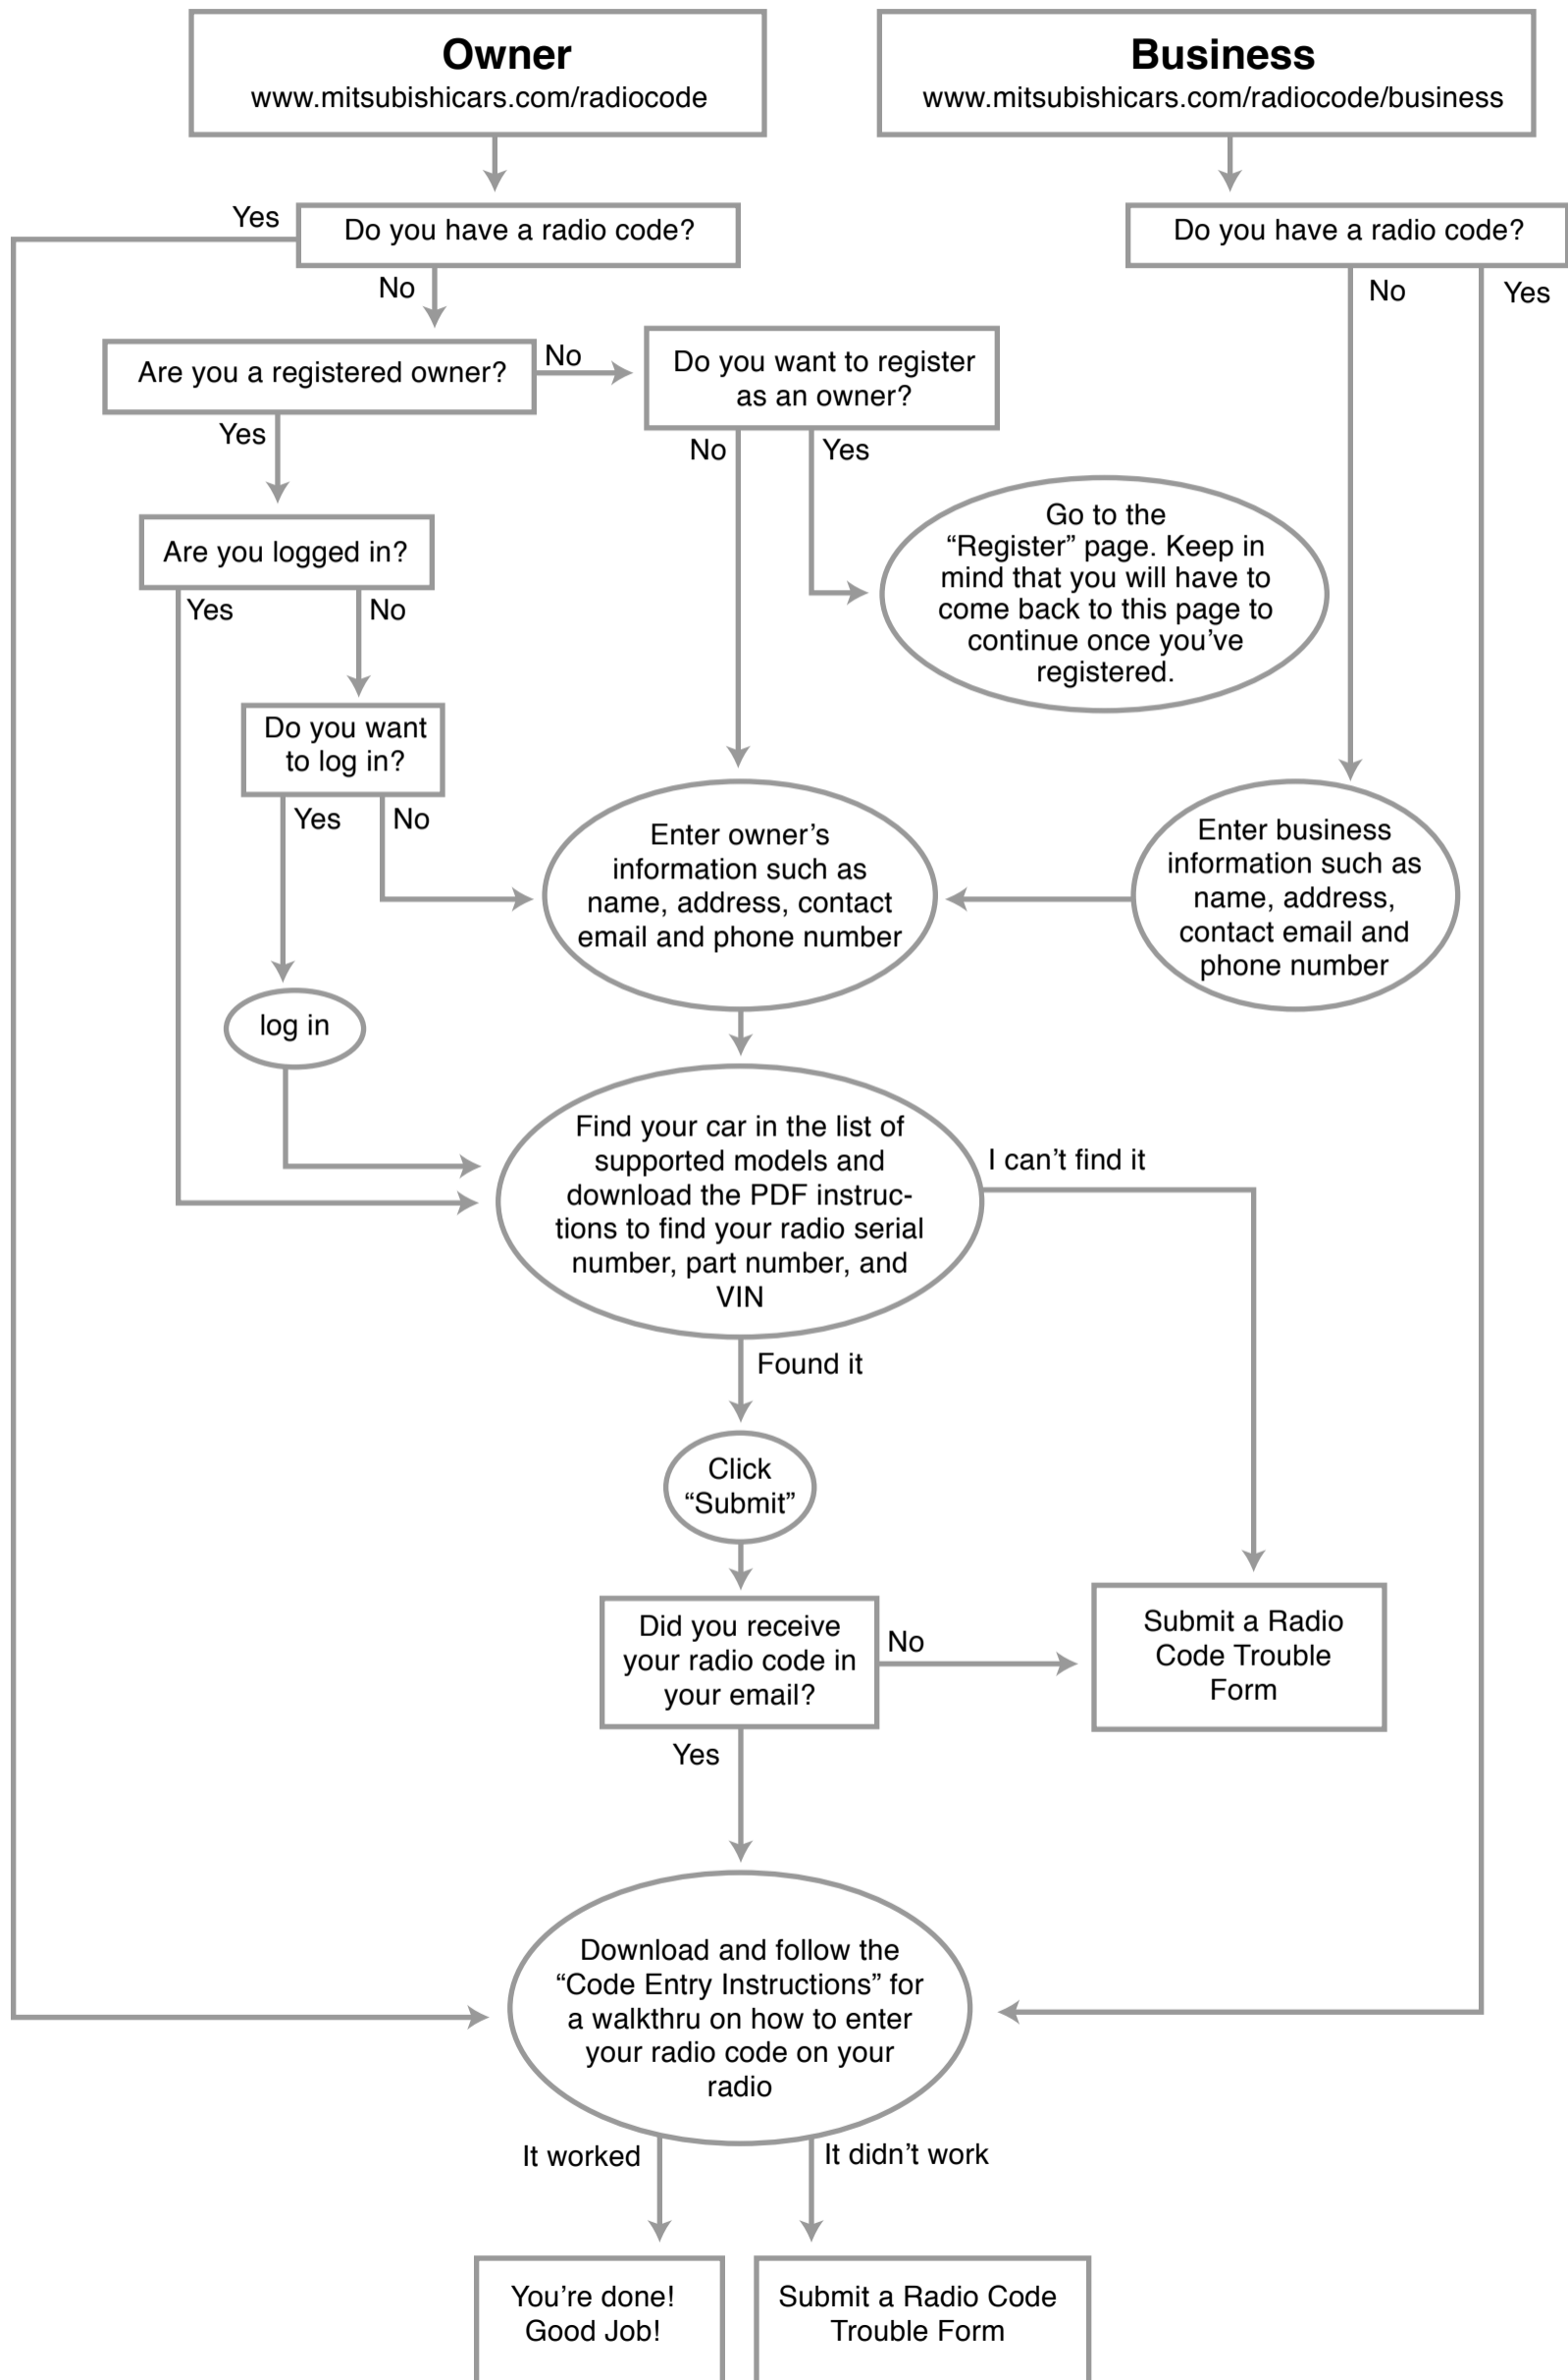 Owner
www.mitsubishicars.com/radiocode
Business
www.mitsubishicars.com/radiocode/business
Yes
Do you have a radio code?
No
Do you have a radio code?
No
Yes
Are you a registered owner?
No
Yes
Do you want to register
as an owner?
No
Yes
Go to the
“Register” page. Keep in
mind that you will have to
come back to this page to
continue once you’ve
registered.
Are you logged in?
Yes
No
Do you want
to log in?
Yes
No
Enter owner’s
information such as
name, address, contact
email and phone number
Enter business
information such as
name, address,
contact email and
phone number
log in
Find your car in the list of
supported models and
download the PDF instruc-
tions to find your radio serial
number, part number, and
VIN
I can’t find it
Found it
Click
“Submit”
Did you receive
your radio code in
your email?
No
Yes
Submit a Radio
Code Trouble
Form
Download and follow the
“Code Entry Instructions” for
a walkthru on how to enter
your radio code on your
radio
It worked
It didn’t work
You’re done!
Good Job!
Submit a Radio Code
Trouble Form